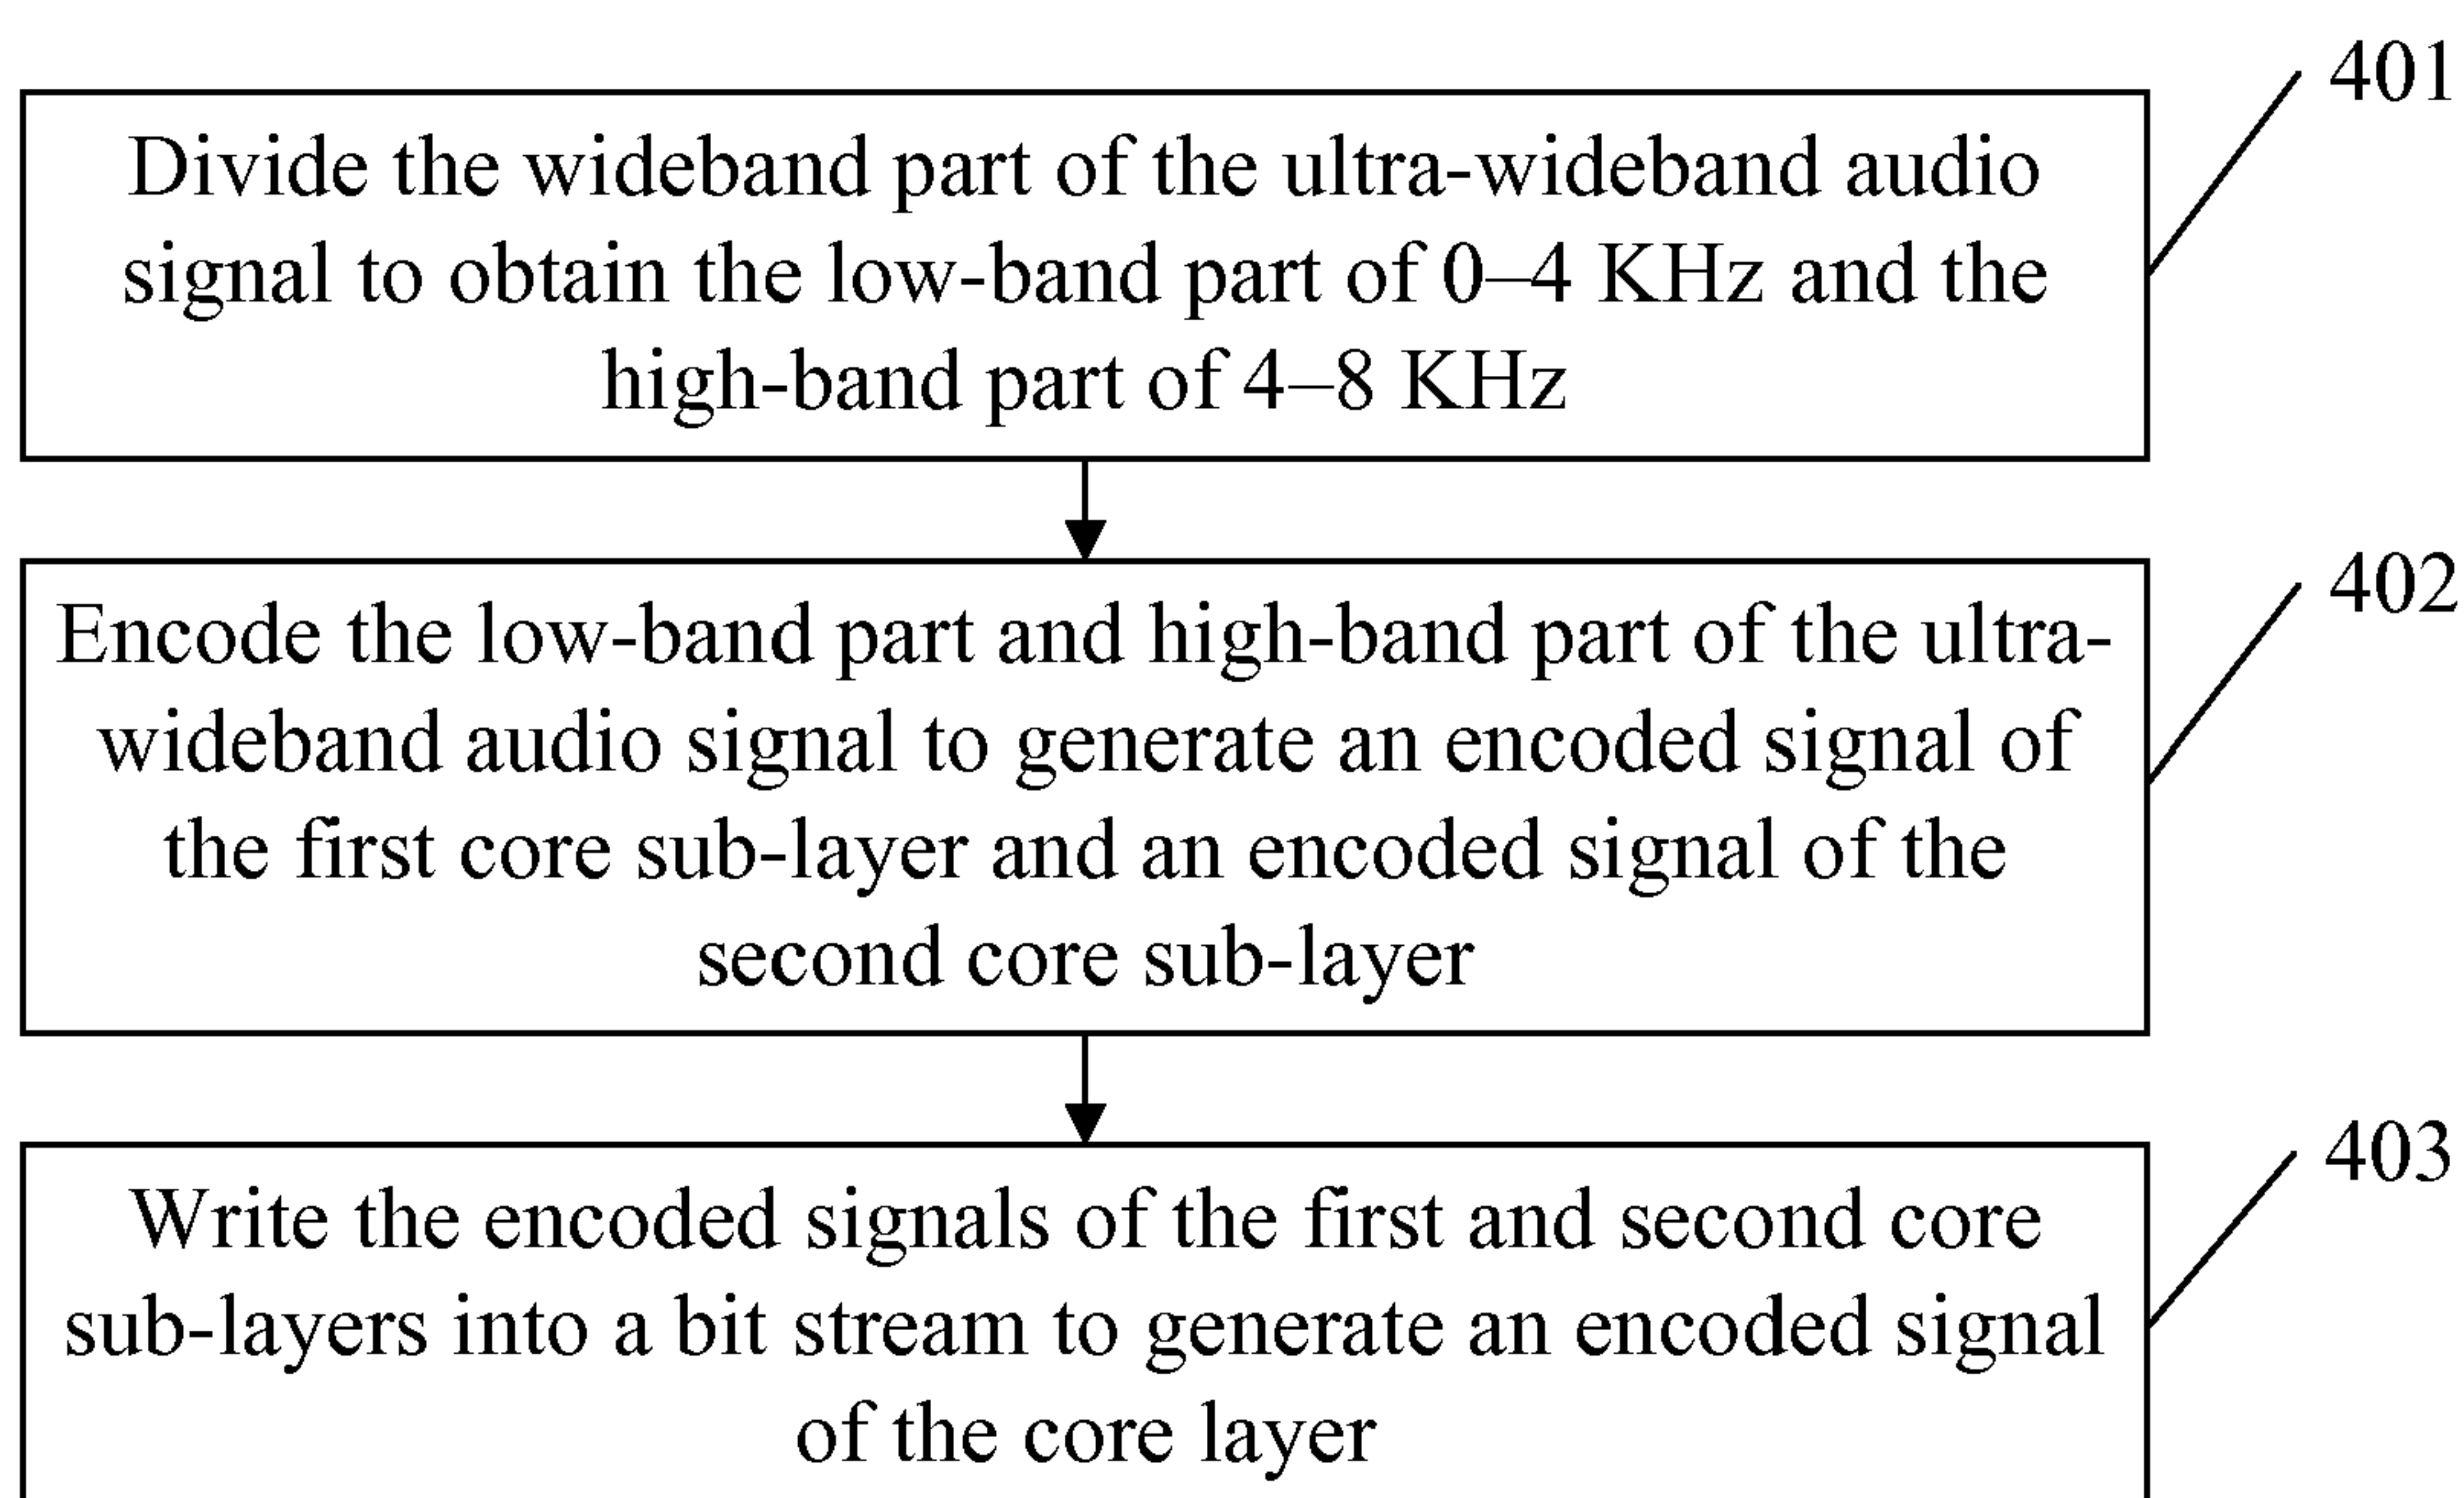 401
Divide the wideband part of the ultra-wideband audio
signal to obtain the low-band part of 0–4 KHz and the
high-band part of 4–8 KHz
402
Encode the low-band part and high-band part of the ultra-
wideband audio signal to generate an encoded signal of
the first core sub-layer and an encoded signal of the
second core sub-layer
403
Write the encoded signals of the first and second core
sub-layers into a bit stream to generate an encoded signal
of the core layer